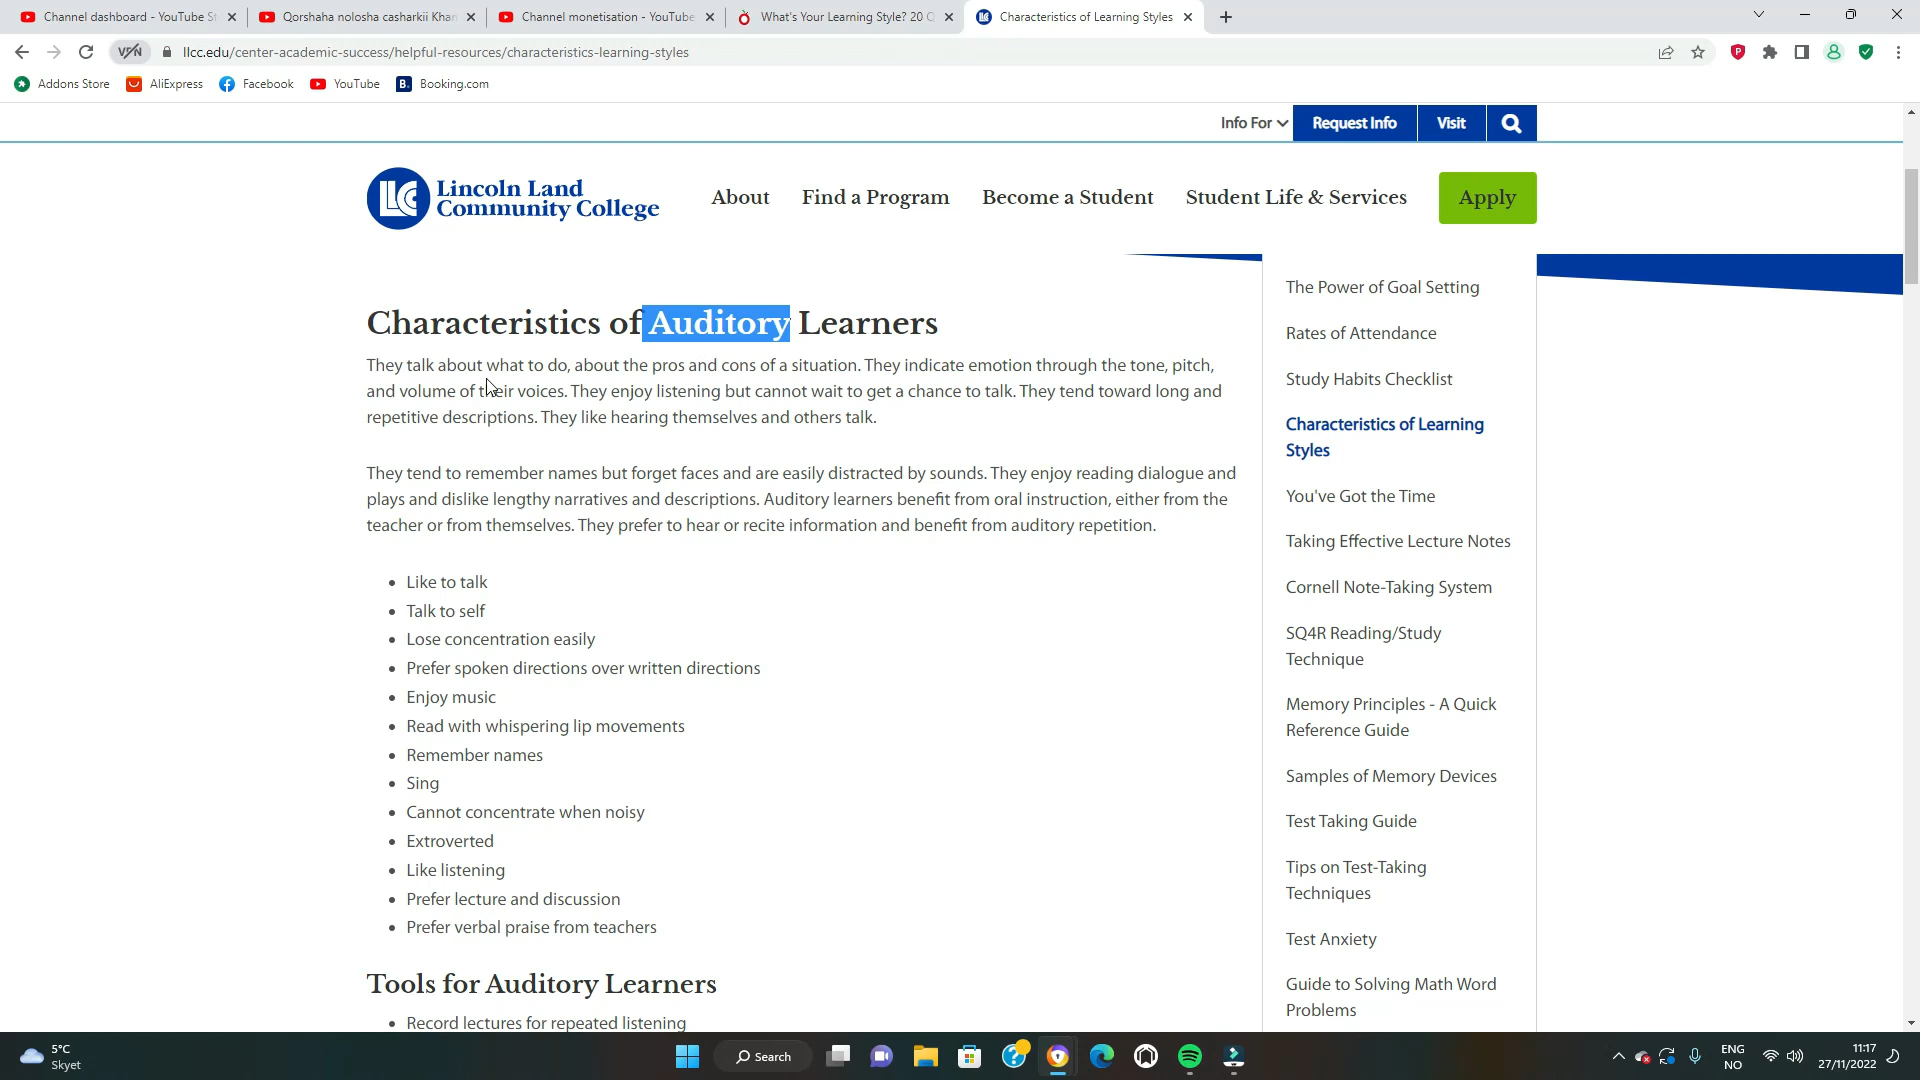 Channel dashboard - YouTube St
Qorshaha nolosha casharkii Khan
Channel monetisation - YouTube
What's Your Learning Style? 20 Q
Characteristics of Learning Styles
VPN
llcc.edu/center-academic-success/helpful-resources/characteristics-learning-styles
Addons Store
AliExpress
Facebook
YouTube
B.
Booking.com
Info For
Request Info
Visit
LLC
Lincoln Land
Community College
About
Find a Program
Become a Student
Student Life & Services
Apply
Characteristics of Auditory Learners
They talk about what to do, about the pros and cons of a situation. They indicate emotion through the tone, pitch,
and volume of their voices. They enjoy listening but cannot wait to get a chance to talk. They tend toward long and
repetitive descriptions. They like hearing themselves and others talk.
They tend to remember names but forget faces and are easily distracted by sounds. They enjoy reading dialogue and
plays and dislike lengthy narratives and descriptions. Auditory learners benefit from oral instruction, either from the
teacher or from themselves. They prefer to hear or recite information and benefit from auditory repetition.
• Like to talk
• Talk to self
• Lose concentration easily
• Prefer spoken directions over written directions
• Enjoy music
• Read with whispering lip movements
• Remember names
• Sing
• Cannot concentrate when noisy
• Extroverted
• Like listening
• Prefer lecture and discussion
• Prefer verbal praise from teachers
Tools for Auditory Learners
• Record lectures for repeated listening
The Power of Goal Setting
Rates of Attendance
Study Habits Checklist
Characteristics of Learning
Styles
You've Got the Time
Taking Effective Lecture Notes
Cornell Note-Taking System
SQ4R Reading/Study
Technique
Memory Principles - A Quick
Reference Guide
Samples of Memory Devices
Test Taking Guide
Tips on Test-Taking
Techniques
Test Anxiety
Guide to Solving Math Word
Problems
5°C
Skyet
Search
ENG
NO
11:17
27/11/2022